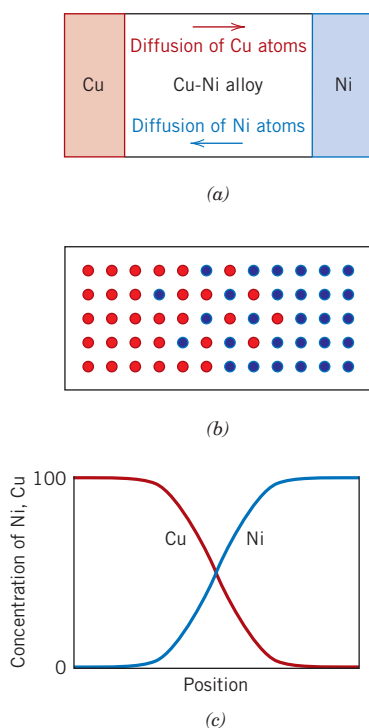 Diffusion of Cu atoms
Cu
Cu-Ni alloy
Ni
Diffusion of Ni atoms
(a)
(b)
Concentration of Ni, Cu
100
Cu
Ni
0
Position
(c)